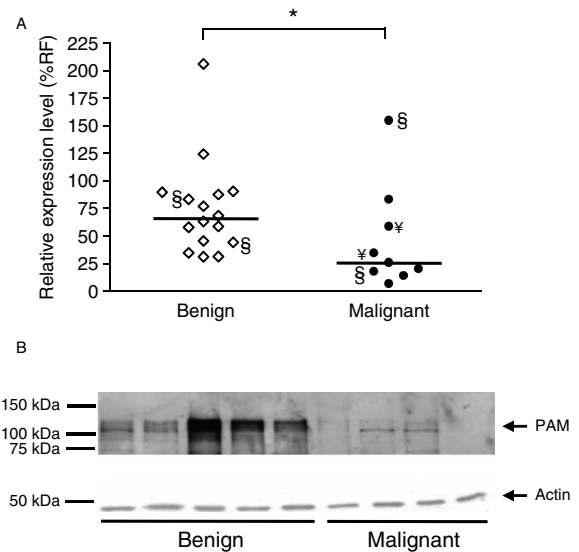 A
*
Relative expression level (%RF)
225
200
175
150
125
100
75
50
25
0
§
§
§
§
¥
¥
Benign
Malignant
B
150 kDa
100 kDa
75 kDa
PAM
50 kDa
Actin
Benign
Malignant